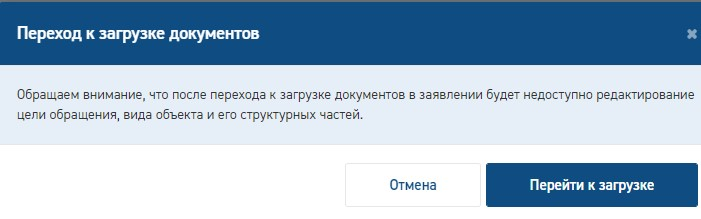 Переход к загрузке документов
Обращаем внимание, что после перехода к загрузке документов в заявлении будет недоступно редактирование
цели обращения, вида объекта и его структурных частей.
Отмена
Перейти к загрузке